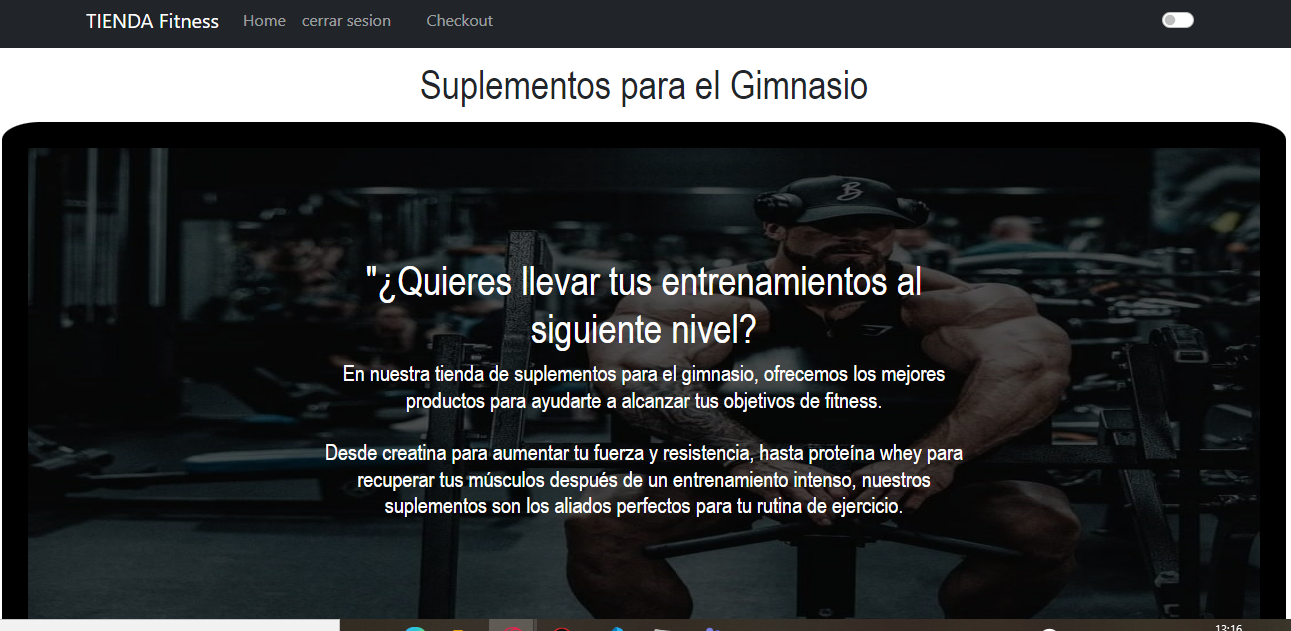 TIENDA Fitness Home cerrar sesion Checkout
Suplementos para el Gimnasio
B
"¿Quieres llevar tus entrenamientos al
siguiente nivel?
En nuestra tienda de suplementos para el gimnasio, ofrecemos los mejores
productos para ayudarte a alcanzar tus objetivos de fitness.
Desde creatina para aumentar tu fuerza y resistencia, hasta proteína whey para
recuperar tus músculos después de un entrenamiento intenso, nuestros
suplementos son los aliados perfectos para tu rutina de ejercicio.
13:16